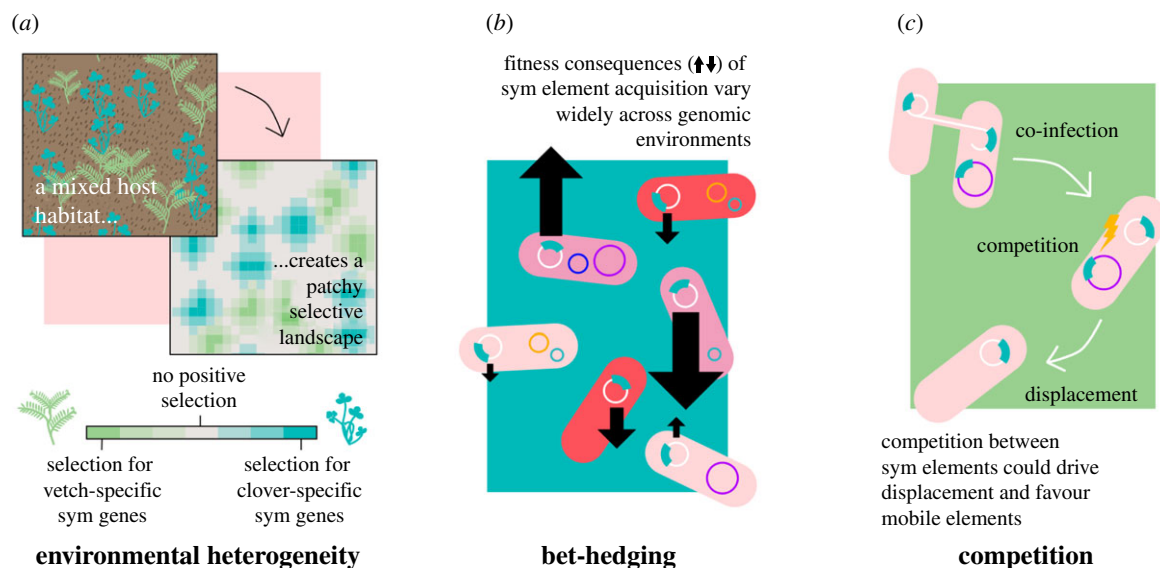 (a)
a mixed host
habitat...
...creates a
patchy
selective
landscape
no positive
selection
selection for
vetch-specific
sym genes
selection for
clover-specific
sym genes
environmental heterogeneity
(b)
fitness consequences (⬆⬇) of
sym element acquisition vary
widely across genomic
environments
bet-hedging
(c)
co-infection
competition
displacement
competition between
sym elements could drive
displacement and favour
mobile elements
competition